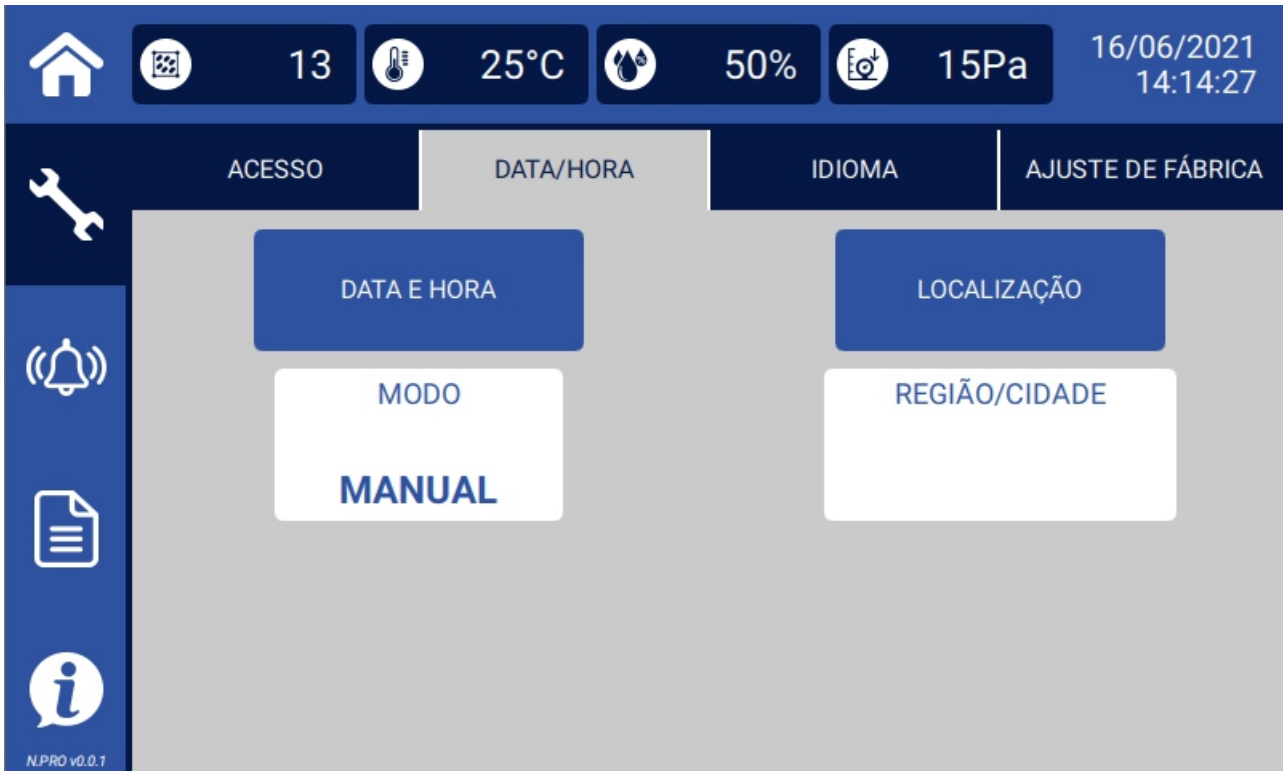 13
25°C
50%
15Pa
16/06/2021
14:14:27
ACESSO
DATA/HORA
IDIOMA
AJUSTE DE FÁBRICA
DATA E HORA
LOCALIZAÇÃO
MODO
MANUAL
REGIÃO/CIDADE
N.PRO v0.0.1